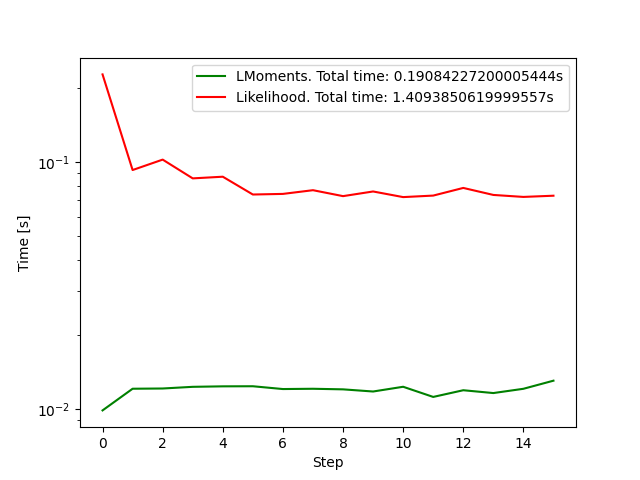 LMoments. Total time: 0.19084227200005444s
Likelihood. Total time: 1.4093850619999557s
10⁻¹
10⁻²
Time [s]
0 2 4 6 8 10 12 14
Step